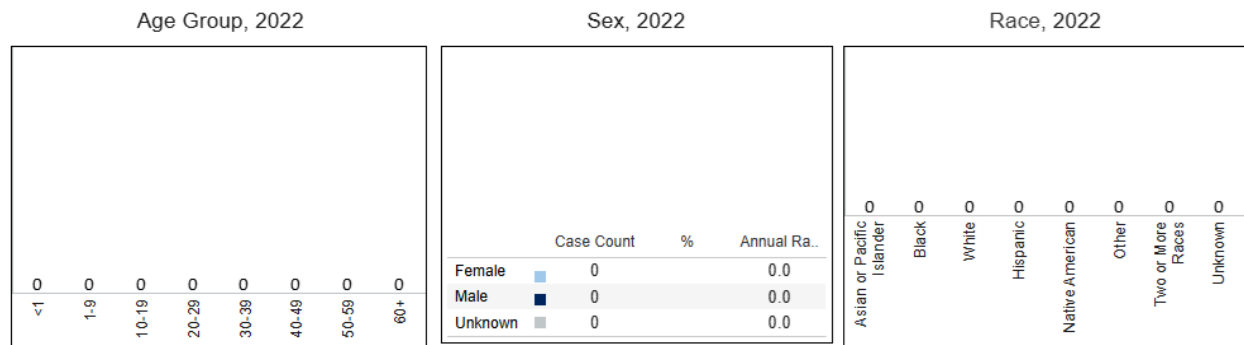 Age Group, 2022
0 0 0 0 0 0 0 0
<1 1-9 10-19 20-29 30-39 40-49 50-59 60+
Sex, 2022
Case Count % Annual Ra..
Female 0 0.0
Male 0 0.0
Unknown 0 0.0
Race, 2022
0 0 0 0 0 0 0 0
Asian or Pacific
Islander
Black
White
Hispanic
Native American
Other
Two or More
Races
Unknown